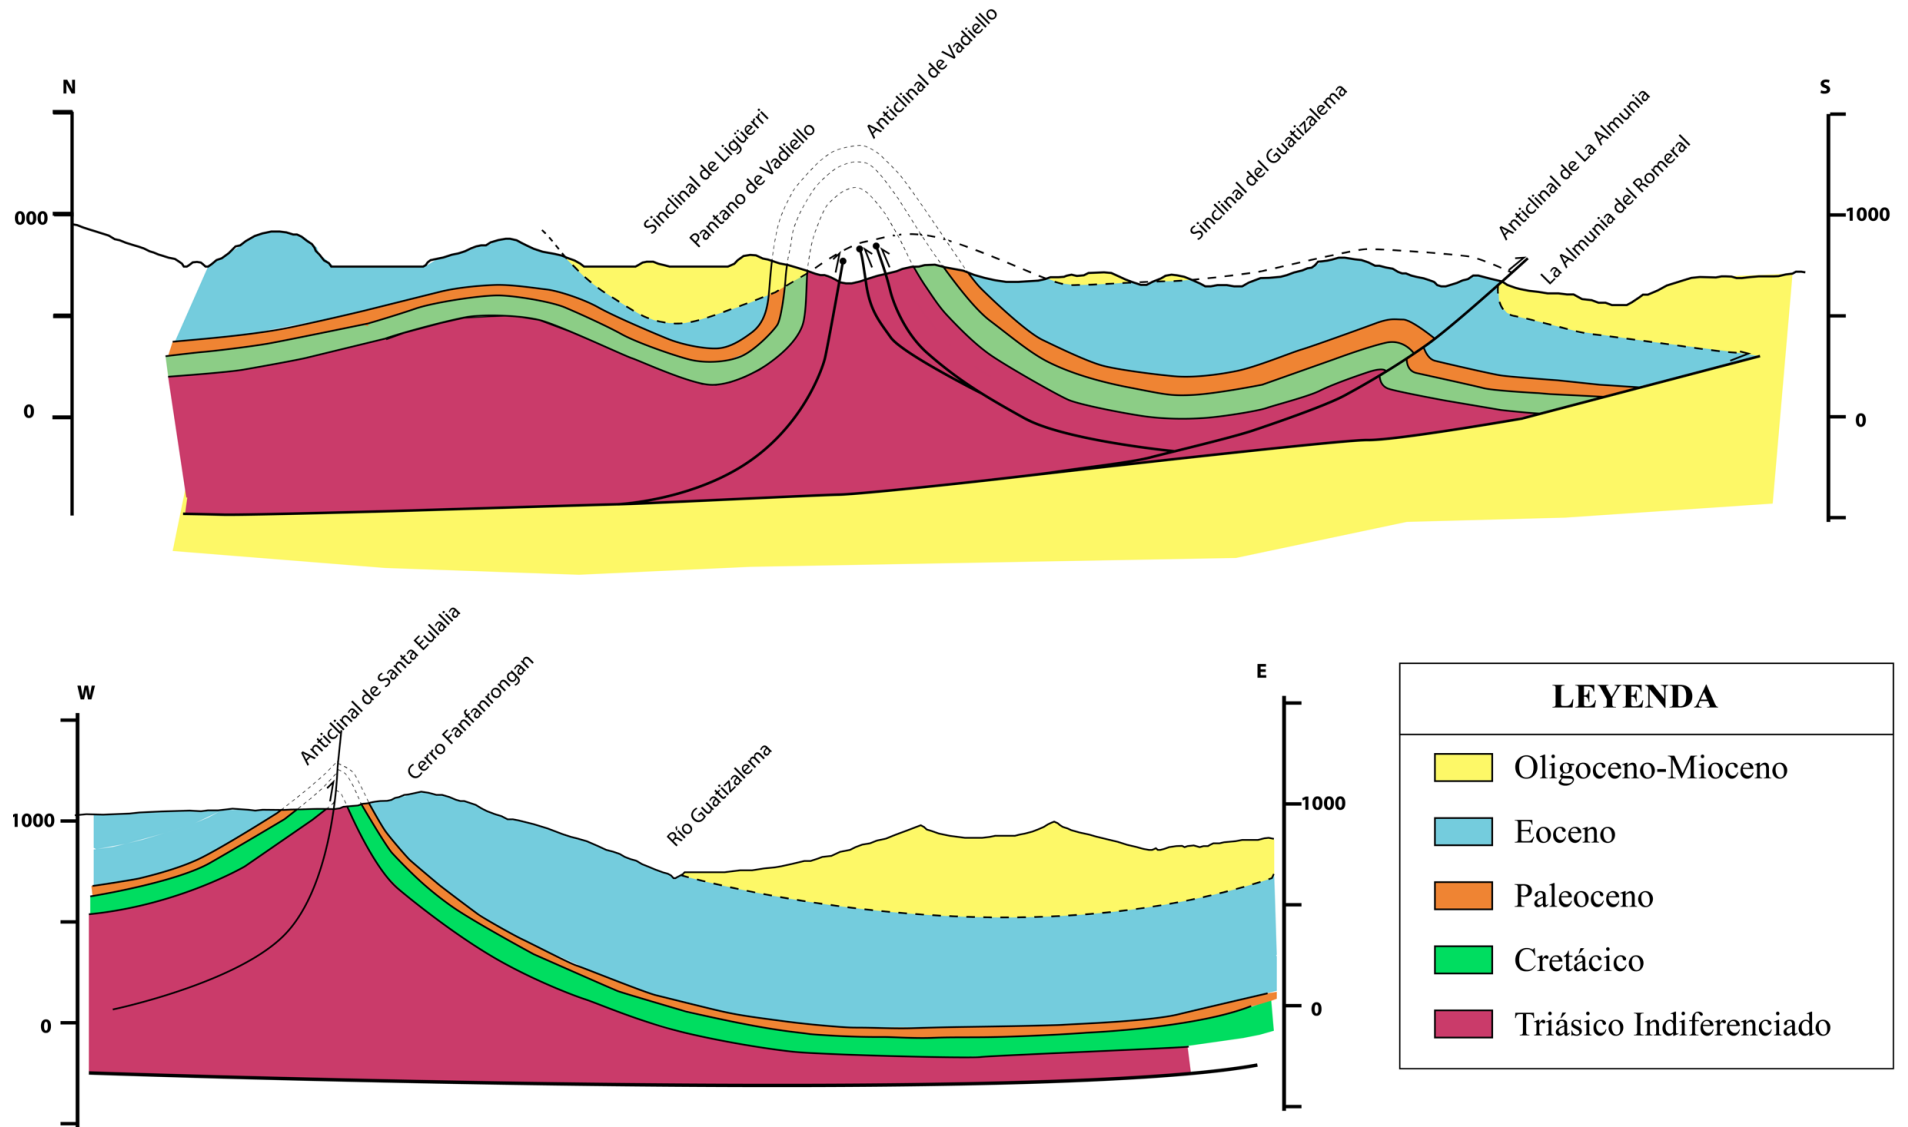 N
S
Sinclinal de Ligüerri
Pantano de Vadiello
Anticlinal de Vadiello
Sinclinal del Guatizalema
Anticlinal de La Almunia
La Almunia del Romeral
000
0
1000
0
W
E
Anticlinal de Santa Eulalia
Cerro Fanfanrongan
Río Guatizalema
1000
0
1000
0
LEYENDA
Oligoceno-Mioceno
Eoceno
Paleoceno
Cretácico
Triásico Indiferenciado